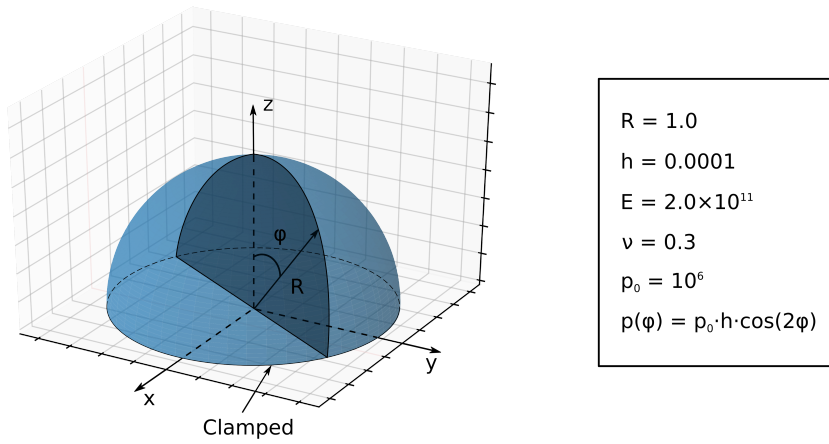 z
φ
R
x
y
Clamped
R = 1.0
h = 0.0001
E = 2.0×10¹¹
ν = 0.3
p₀ = 10⁶
p(φ) = p₀·h·cos(2φ)